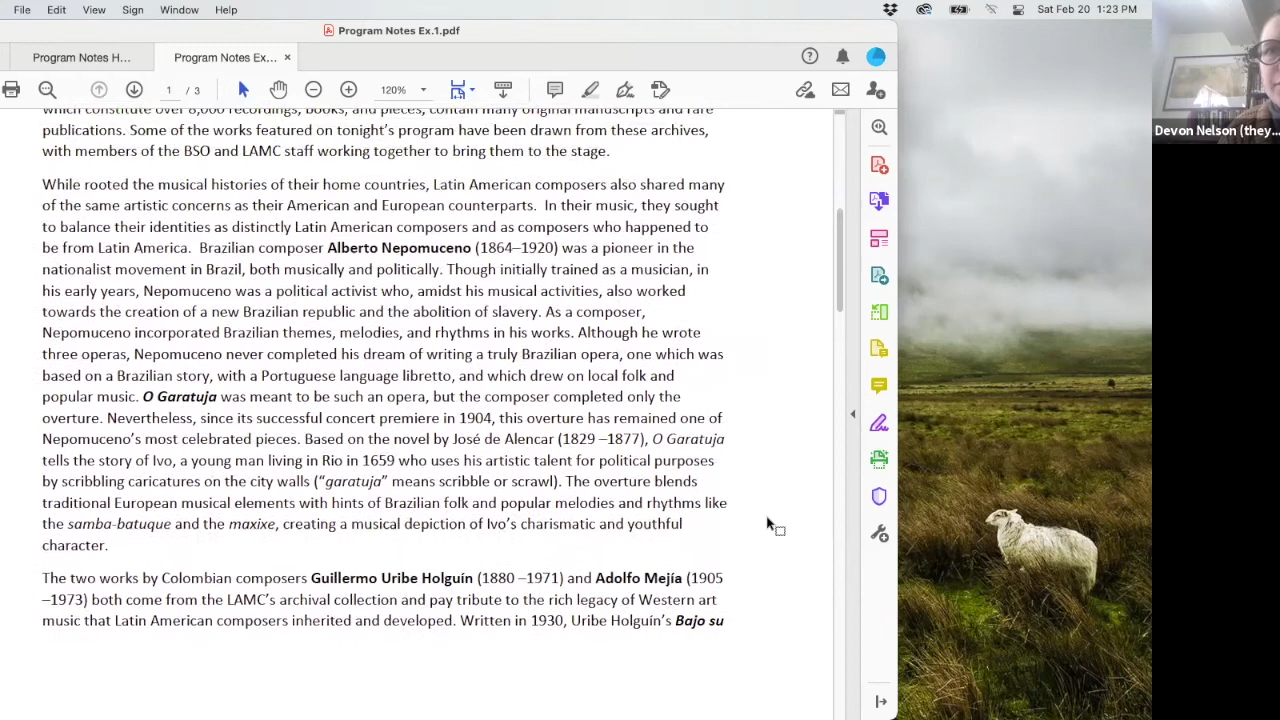 File Edit View Sign Window Help Sat Feb 20 1:23 PM
Program Notes Ex.1.pdf
Program Notes H... Program Notes Ex... ×
1 / 3 120%
which constitute over 8,000 recordings, books, and pieces, contain many original manuscripts and rare
publications. Some of the works featured on tonight's program have been drawn from these archives,
with members of the BSO and LAMC staff working together to bring them to the stage.
While rooted the musical histories of their home countries, Latin American composers also shared many
of the same artistic concerns as their American and European counterparts. In their music, they sought
to balance their identities as distinctly Latin American composers and as composers who happened to
be from Latin America. Brazilian composer Alberto Nepomuceno (1864–1920) was a pioneer in the
nationalist movement in Brazil, both musically and politically. Though initially trained as a musician, in
his early years, Nepomuceno was a political activist who, amidst his musical activities, also worked
towards the creation of a new Brazilian republic and the abolition of slavery. As a composer,
Nepomuceno incorporated Brazilian themes, melodies, and rhythms in his works. Although he wrote
three operas, Nepomuceno never completed his dream of writing a truly Brazilian opera, one which was
based on a Brazilian story, with a Portuguese language libretto, and which drew on local folk and
popular music. O Garatuja was meant to be such an opera, but the composer completed only the
overture. Nevertheless, since its successful concert premiere in 1904, this overture has remained one of
Nepomuceno's most celebrated pieces. Based on the novel by José de Alencar (1829 –1877), O Garatuja
tells the story of Ivo, a young man living in Rio in 1659 who uses his artistic talent for political purposes
by scribbling caricatures on the city walls ("garatuja" means scribble or scrawl). The overture blends
traditional European musical elements with hints of Brazilian folk and popular melodies and rhythms like
the samba-batuque and the maxixe, creating a musical depiction of Ivo's charismatic and youthful
character.
The two works by Colombian composers Guillermo Uribe Holguín (1880 –1971) and Adolfo Mejía (1905
–1973) both come from the LAMC's archival collection and pay tribute to the rich legacy of Western art
music that Latin American composers inherited and developed. Written in 1930, Uribe Holguín's Bajo su
Devon Nelson (they...